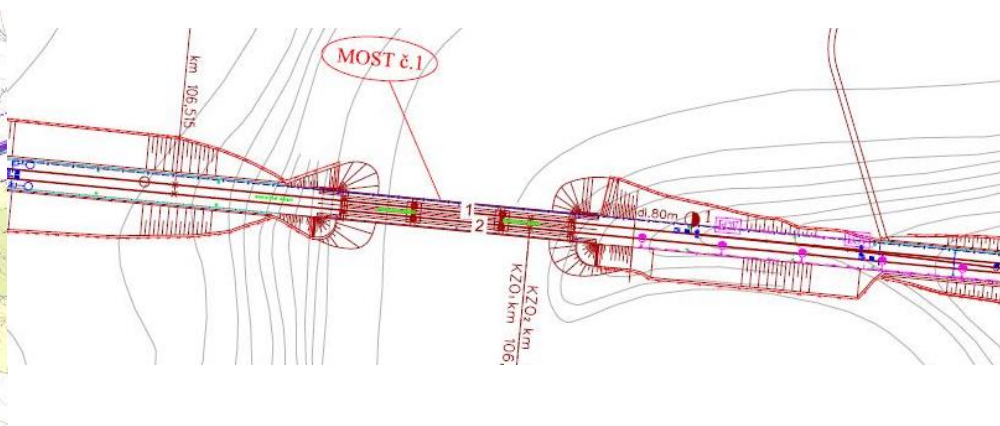 MOST č.1
km 106,515
1
2
dl.80m
1
KZO₂ km
KZO₁ km 106,